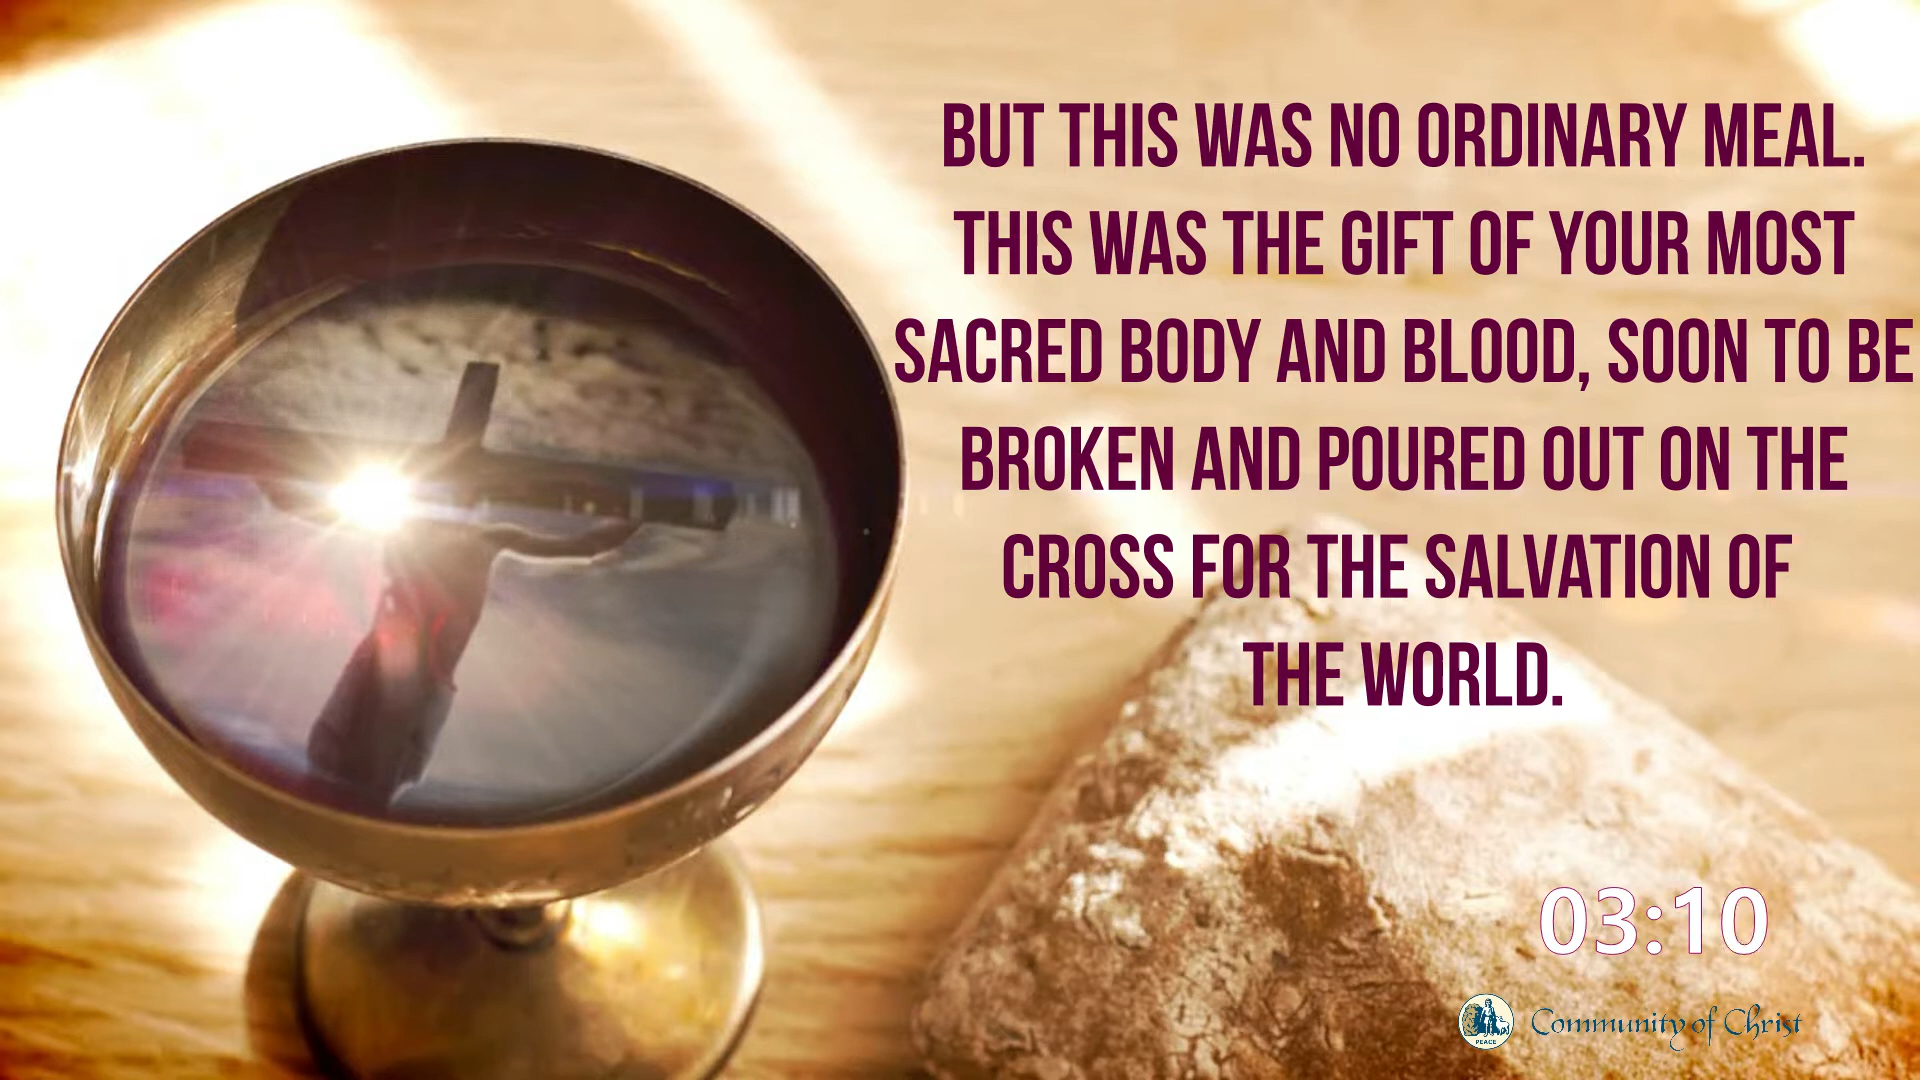 BUT THIS WAS NO ORDINARY MEAL.
THIS WAS THE GIFT OF YOUR MOST
SACRED BODY AND BLOOD, SOON TO BE
BROKEN AND POURED OUT ON THE
CROSS FOR THE SALVATION OF
THE WORLD.
03:10
PEACE
Community of Christ